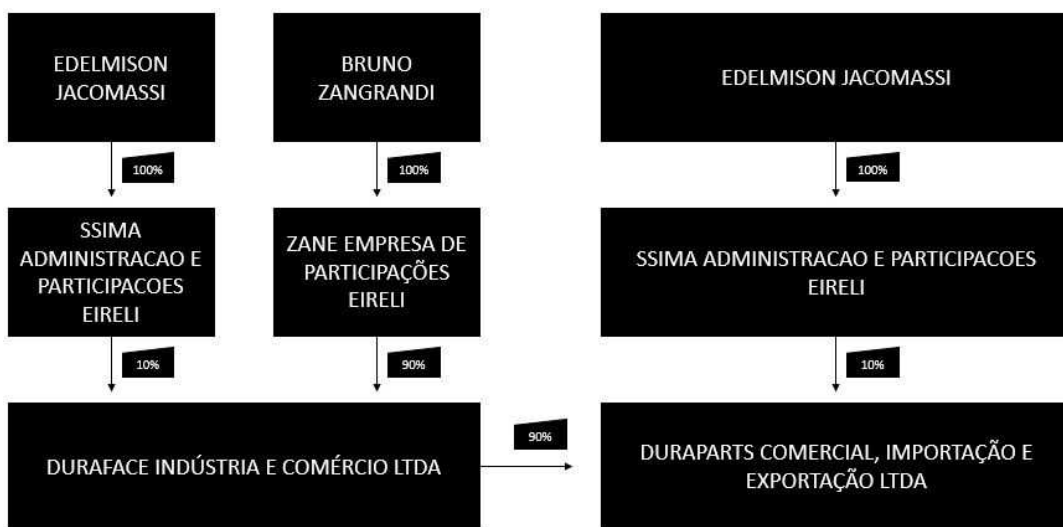 EDELMISON
JACOMASSI
BRUNO
ZANGRANDI
EDELMISON JACOMASSI
100%
100%
100%
SSIMA
ADMINISTRACAO E
PARTICIPACOES
EIRELI
ZANE EMPRESA DE
PARTICIPAÇÕES
EIRELI
SSIMA ADMINISTRACAO E PARTICIPACOES
EIRELI
10%
90%
10%
DURAFACE INDÚSTRIA E COMÉRCIO LTDA
90%
DURAPARTS COMERCIAL, IMPORTAÇÃO E
EXPORTAÇÃO LTDA